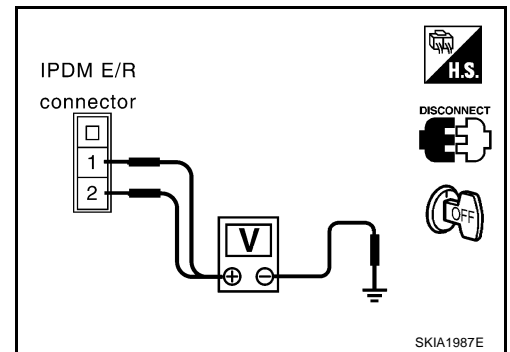 IPDM E/R
connector
1
2
V
H.S.
DISCONNECT
OFF
SKIA1987E